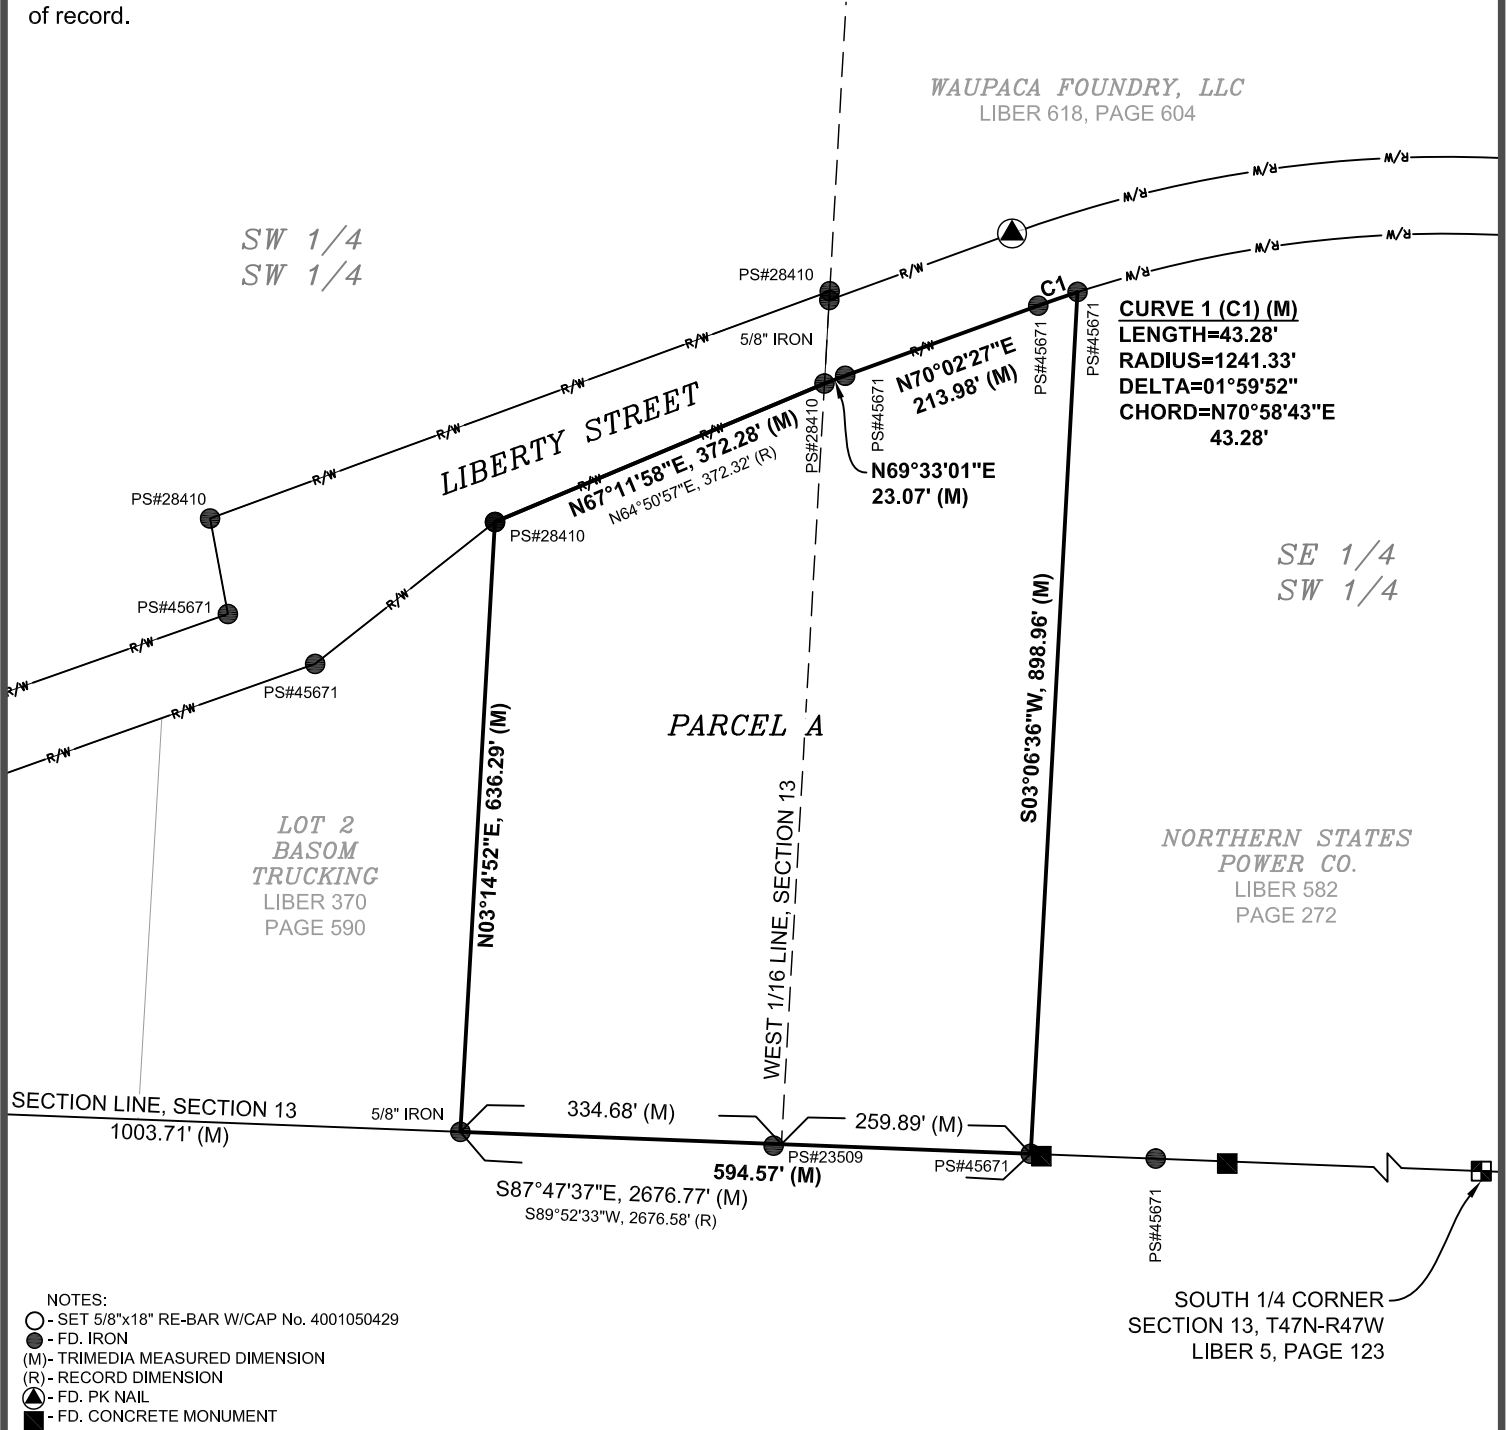 of record.
WAUPACA FOUNDRY, LLC
LIBER 618, PAGE 604
R/W
R/W
R/W
SW 1/4
SW 1/4
R/W
R/W
R/W
PS#28410
R/W
C1
CURVE 1 (C1) (M)
LENGTH=43.28'
RADIUS=1241.33'
DELTA=01°59'52"
CHORD=N70°58'43"E
43.28'
PS#45671
PS#45671
5/8" IRON
R/W
R/W
N70°02'27"E
213.98' (M)
R/W
LIBERTY STREET
PS#28410
PS#45671
R/W
R/W
N67°11'58"E, 372.28' (M)
N64°50'57"E, 372.32' (R)
R/W
N69°33'01"E
23.07' (M)
R/W
PS#28410
PS#28410
SE 1/4
SW 1/4
PS#45671
R/W
R/W
R/W
PS#45671
R/W
R/W
N03°14'52"E, 636.29' (M)
PARCEL A
S03°06'36"W, 898.96' (M)
WEST 1/16 LINE, SECTION 13
LOT 2
BASOM
TRUCKING
LIBER 370
PAGE 590
NORTHERN STATES
POWER CO.
LIBER 582
PAGE 272
SECTION LINE, SECTION 13
1003.71' (M)
5/8" IRON
334.68' (M)
259.89' (M)
PS#23509
PS#45671
594.57' (M)
S87°47'37"E, 2676.77' (M)
S89°52'33"W, 2676.58' (R)
PS#45671
SOUTH 1/4 CORNER
SECTION 13, T47N-R47W
LIBER 5, PAGE 123
NOTES:
- SET 5/8"x18" RE-BAR W/CAP No. 4001050429
- FD. IRON
(M)- TRIMEDIA MEASURED DIMENSION
(R)- RECORD DIMENSION
- FD. PK NAIL
- FD. CONCRETE MONUMENT